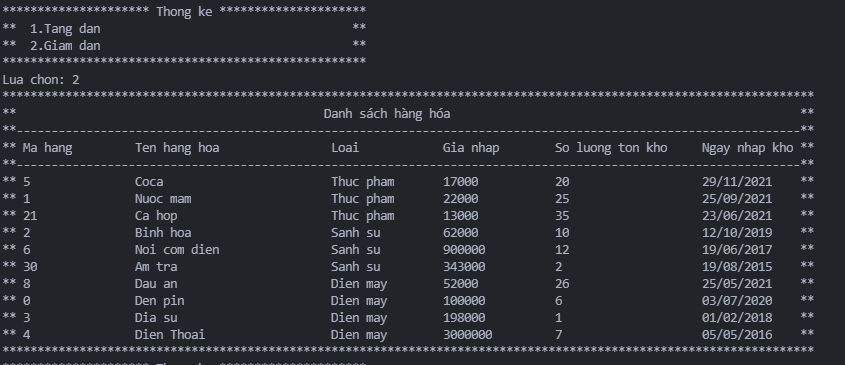 ********************* Thong ke *********************
**  1.Tang dan                                    **
**  2.Giam dan                                    **
****************************************************
Lua chon: 2
********************************************************************************************************************
**                                            Danh sách hàng hóa                                                  **
**----------------------------------------------------------------------------------------------------------------**
** Ma hang         Ten hang hoa                Loai            Gia nhap        So luong ton kho     Ngay nhap kho **
**----------------------------------------------------------------------------------------------------------------**
** 5               Coca                        Thuc pham       17000           20                   29/11/2021    **
** 1               Nuoc mam                    Thuc pham       22000           25                   25/09/2021    **
** 21              Ca hop                      Thuc pham       13000           35                   23/06/2021    **
** 2               Binh hoa                    Sanh su         62000           10                   12/10/2019    **
** 6               Noi com dien                Sanh su         900000          12                   19/06/2017    **
** 30              Am tra                      Sanh su         343000          2                    19/08/2015    **
** 8               Dau an                      Dien may        52000           26                   25/05/2021    **
** 0               Den pin                     Dien may        100000          6                    03/07/2020    **
** 3               Dia su                      Dien may        198000          1                    01/02/2018    **
** 4               Dien Thoai                  Dien may        3000000         7                    05/05/2016    **
********************************************************************************************************************